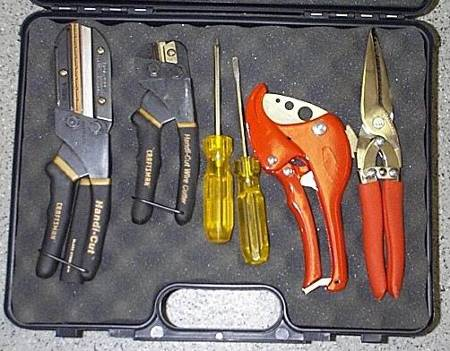 CRAFTSMAN
Handi-Cut
CRAFTSMAN
Handi-Cut Wire Cutter